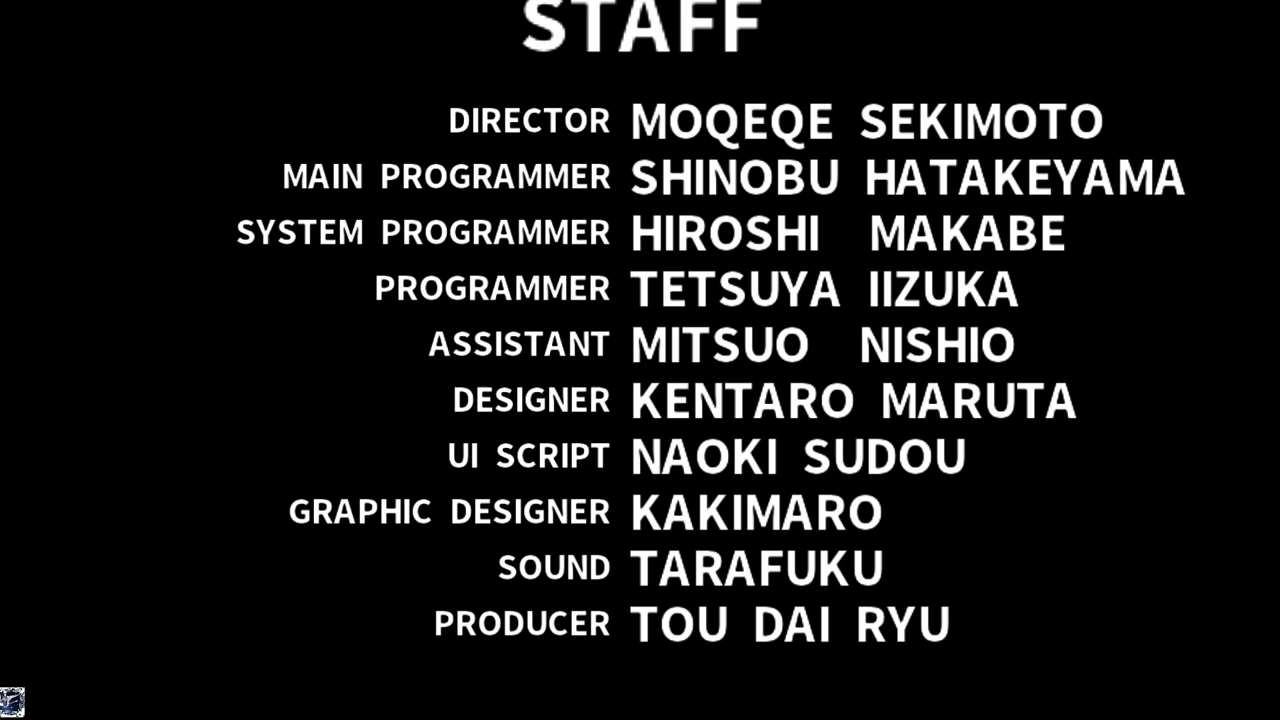 STAFF
DIRECTOR MOQEQE SEKIMOTO
MAIN PROGRAMMER SHINOBU HATAKEYAMA
SYSTEM PROGRAMMER HIROSHI MAKABE
PROGRAMMER TETSUYA IIZUKA
ASSISTANT MITSUO NISHIO
DESIGNER KENTARO MARUTA
UI SCRIPT NAOKI SUDOU
GRAPHIC DESIGNER KAKIMARO
SOUND TARAFUKU
PRODUCER TOU DAI RYU